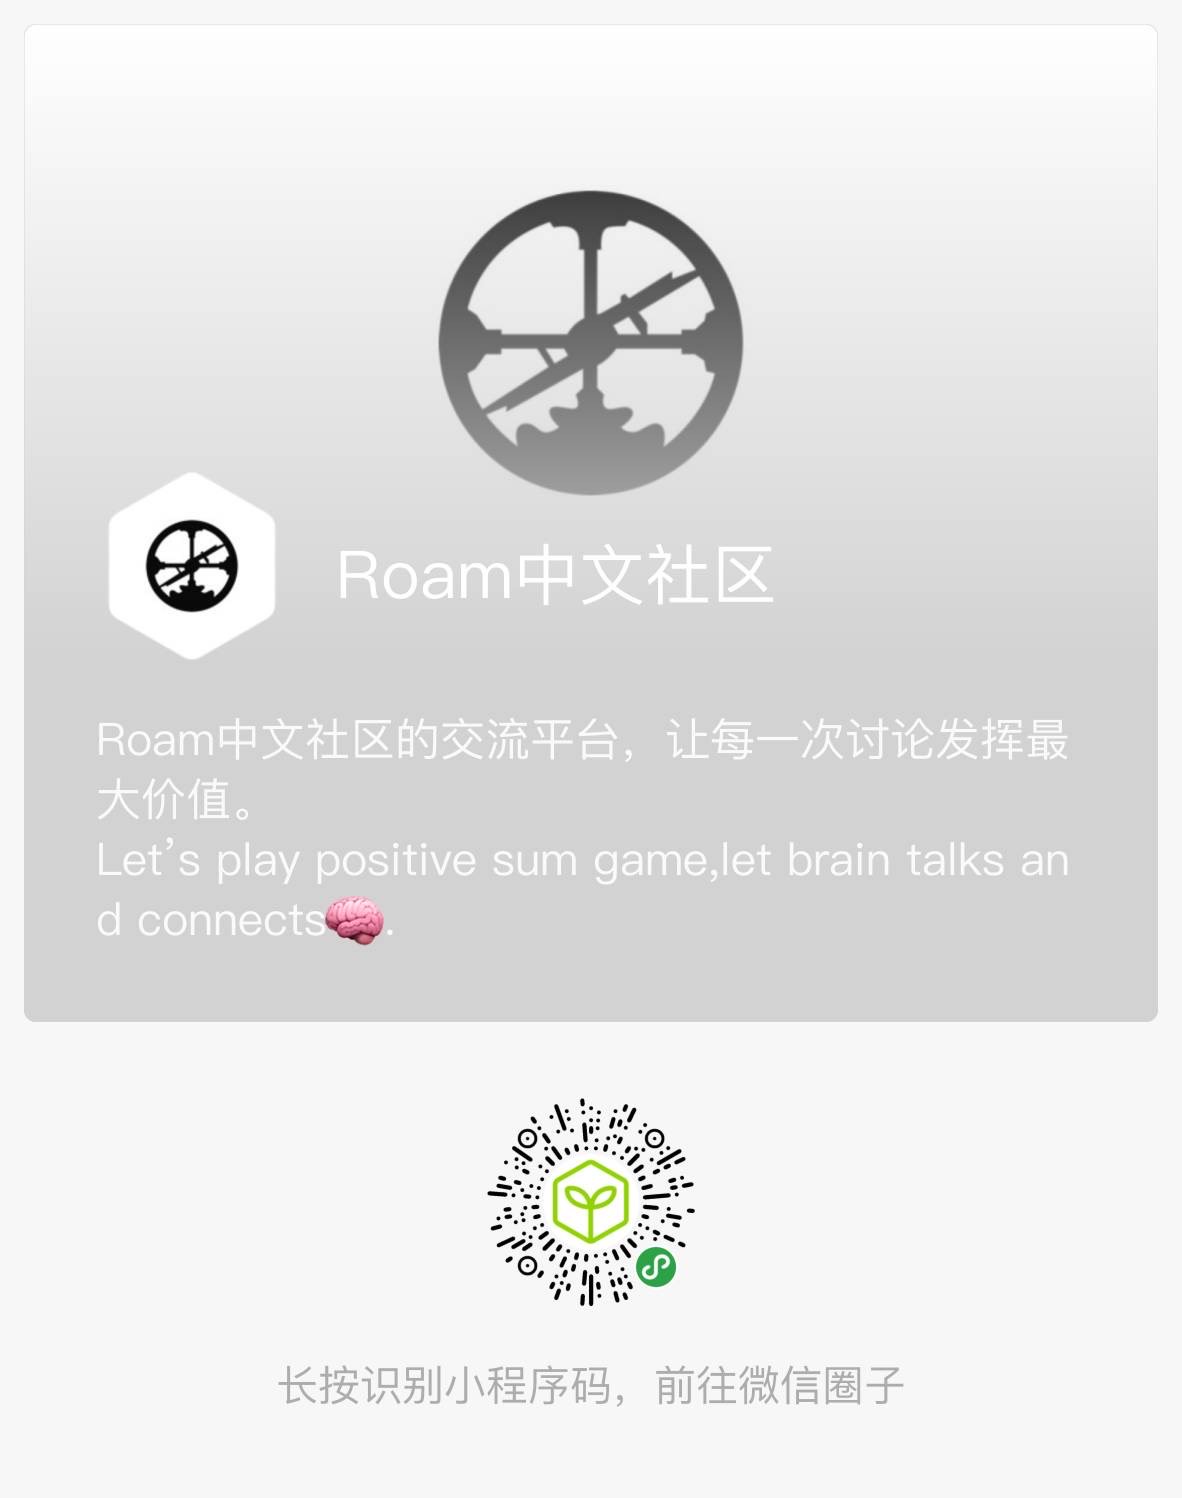 Roam中文社区
Roam中文社区的交流平台，让每一次讨论发挥最
大价值。
Let’s play positive sum game,let brain talks an
d connects🧠.
长按识别小程序码，前往微信圈子